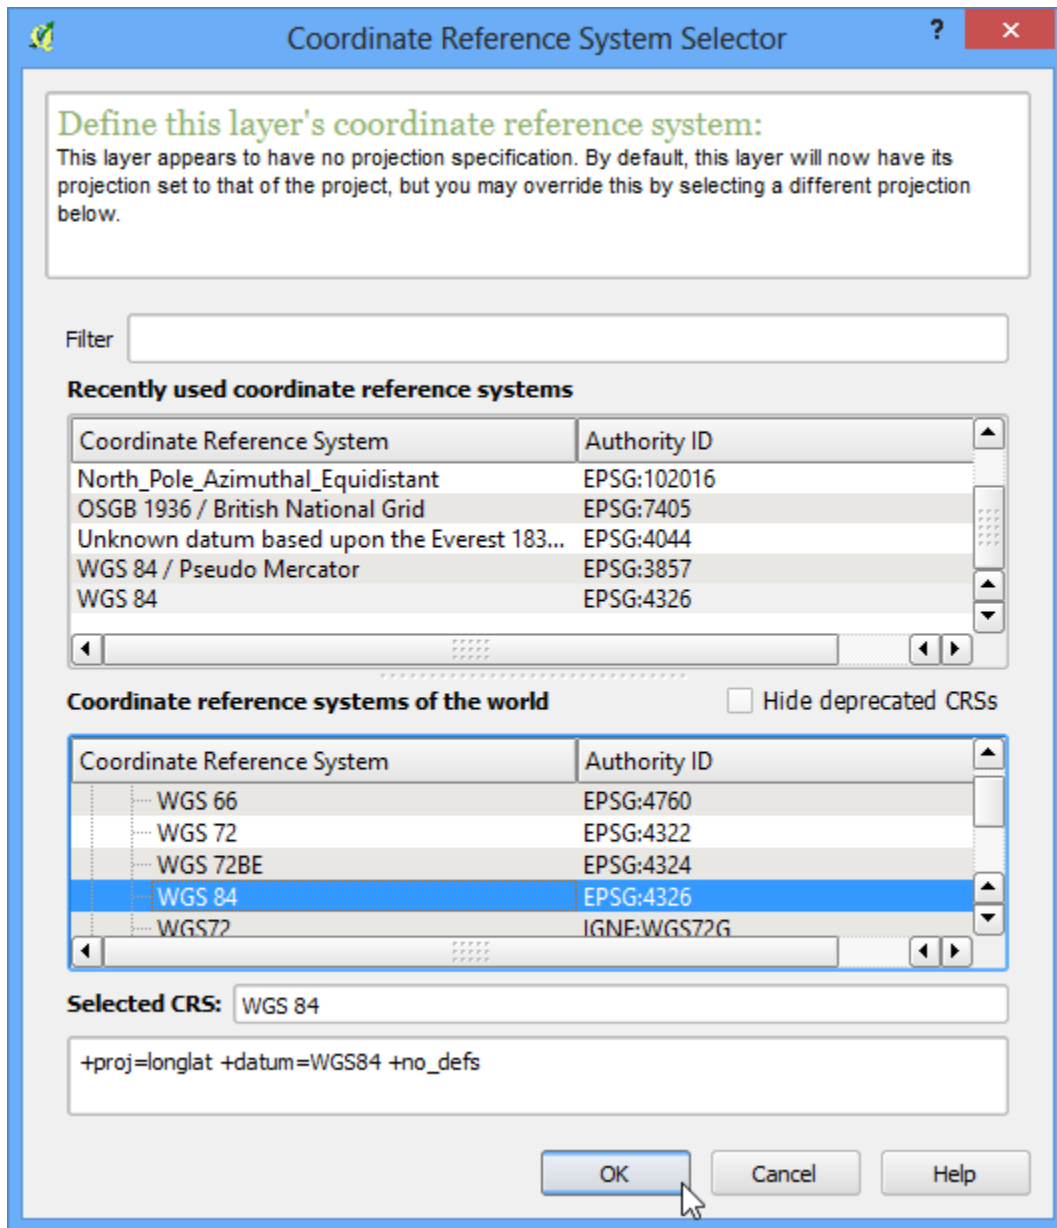 Coordinate Reference System Selector
?
Define this layer's coordinate reference system:
This layer appears to have no projection specification. By default, this layer will now have its
projection set to that of the project, but you may override this by selecting a different projection
below.
Filter
Recently used coordinate reference systems
Coordinate Reference System Authority ID
North_Pole_Azimuthal_Equidistant EPSG:102016
OSGB 1936 / British National Grid EPSG:7405
Unknown datum based upon the Everest 183... EPSG:4044
WGS 84 / Pseudo Mercator EPSG:3857
WGS 84 EPSG:4326
Coordinate reference systems of the world Hide deprecated CRSs
Coordinate Reference System Authority ID
WGS 66 EPSG:4760
WGS 72 EPSG:4322
WGS 72BE EPSG:4324
WGS 84 EPSG:4326
WGS72 IGNF:WGS72G
Selected CRS: WGS 84
+proj=longlat +datum=WGS84 +no_defs
OK Cancel Help